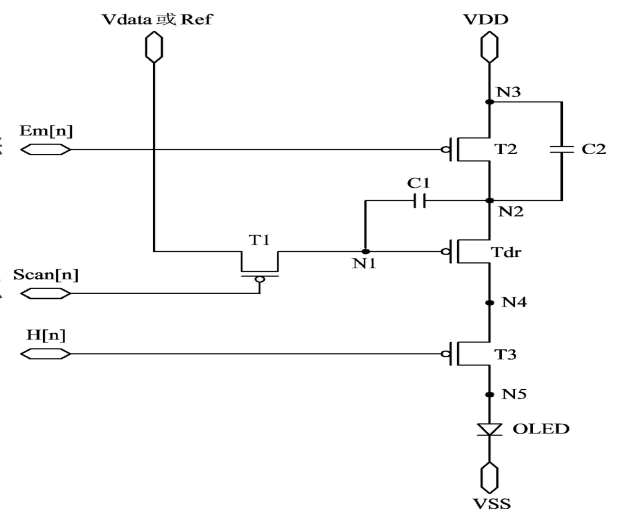 Vdata 或 Ref
VDD
N3
Em[n]
T2
C2
C1
N2
T1
N1
Tdr
Scan[n]
N4
H[n]
T3
N5
OLED
VSS